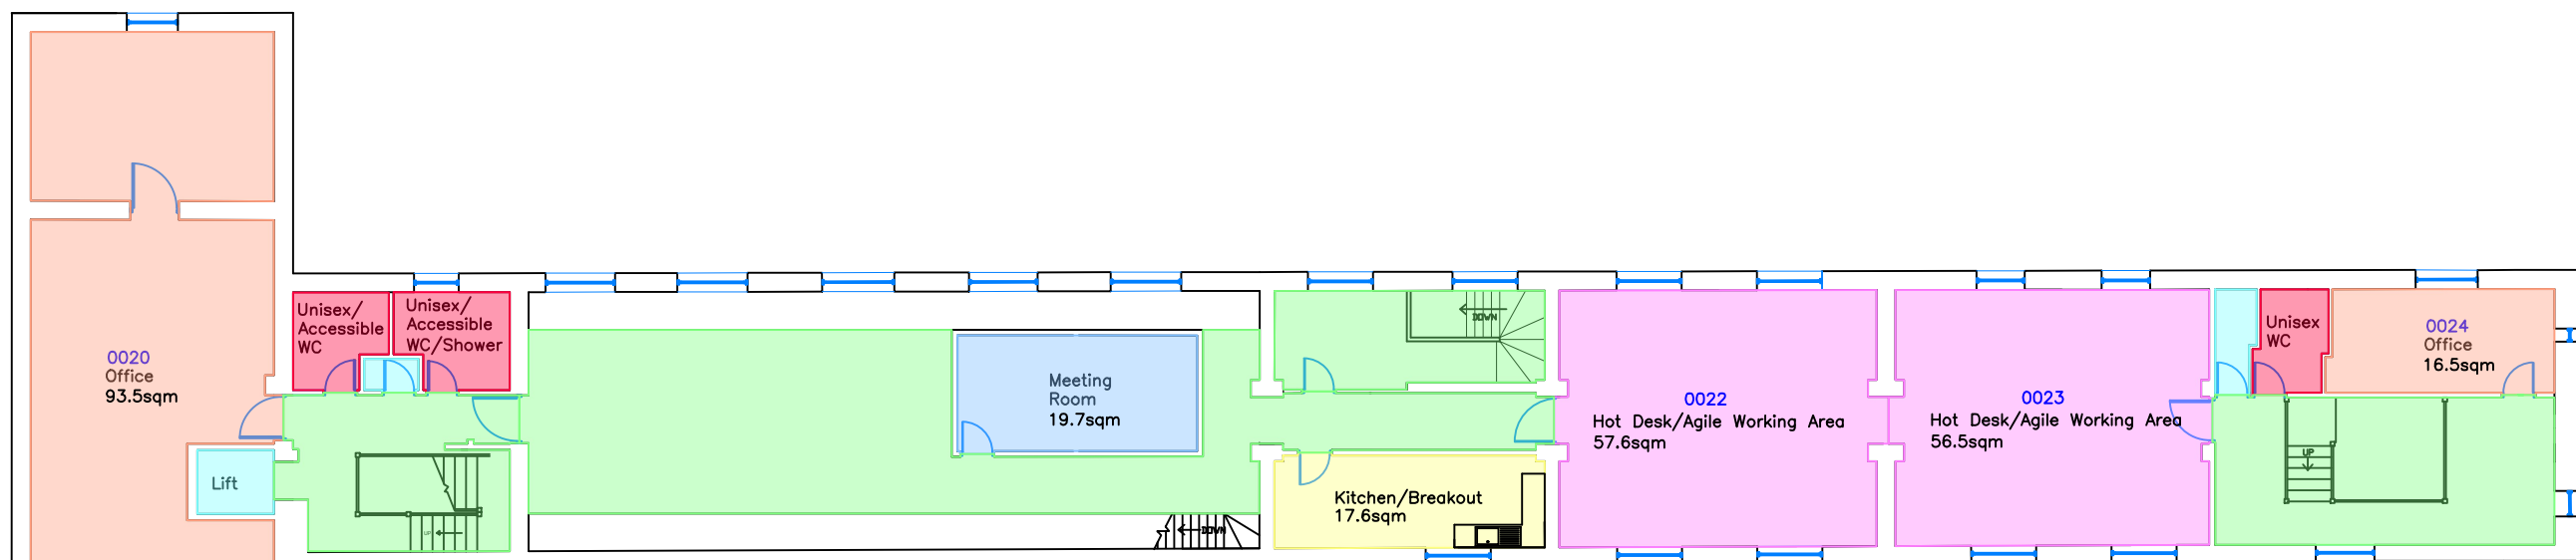 0020
Office
93.5sqm
Lift
Unisex/
Accessible
WC
Unisex/
Accessible
WC/Shower
UP
Meeting
Room
19.7sqm
DOWN
DOWN
Kitchen/Breakout
17.6sqm
0022
Hot Desk/Agile Working Area
57.6sqm
0023
Hot Desk/Agile Working Area
56.5sqm
Unisex
WC
0024
Office
16.5sqm
UP